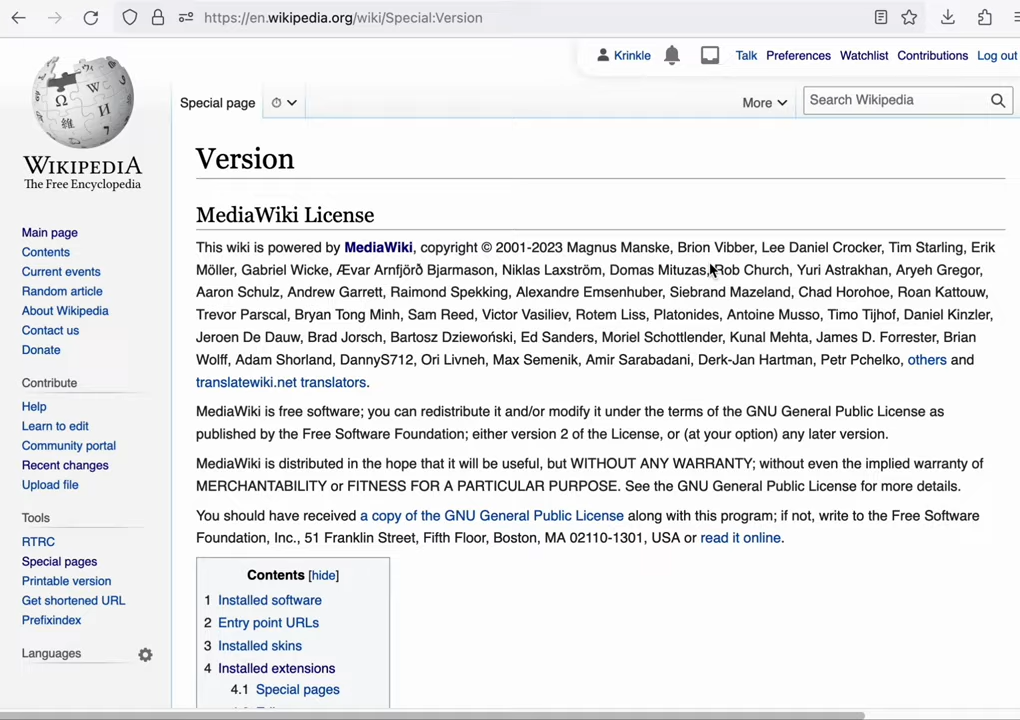 https://en.wikipedia.org/wiki/Special:Version
Krinkle
Talk
Preferences
Watchlist
Contributions
Log out
Special page
More
Search Wikipedia
WIKIPEDIA
The Free Encyclopedia
Main page
Contents
Current events
Random article
About Wikipedia
Contact us
Donate
Contribute
Help
Learn to edit
Community portal
Recent changes
Upload file
Tools
RTRC
Special pages
Printable version
Get shortened URL
Prefixindex
Languages
Version
MediaWiki License
This wiki is powered by MediaWiki, copyright © 2001-2023 Magnus Manske, Brion Vibber, Lee Daniel Crocker, Tim Starling, Erik
Möller, Gabriel Wicke, Ævar Arnfjörð Bjarmason, Niklas Laxström, Domas Mituzas, Rob Church, Yuri Astrakhan, Aryeh Gregor,
Aaron Schulz, Andrew Garrett, Raimond Spekking, Alexandre Emsenhuber, Siebrand Mazeland, Chad Horohoe, Roan Kattouw,
Trevor Parscal, Bryan Tong Minh, Sam Reed, Victor Vasiliev, Rotem Liss, Platonides, Antoine Musso, Timo Tijhof, Daniel Kinzler,
Jeroen De Dauw, Brad Jorsch, Bartosz Dziewoński, Ed Sanders, Moriel Schottlender, Kunal Mehta, James D. Forrester, Brian
Wolff, Adam Shorland, DannyS712, Ori Livneh, Max Semenik, Amir Sarabadani, Derk-Jan Hartman, Petr Pchelko, others and
translatewiki.net translators.
MediaWiki is free software; you can redistribute it and/or modify it under the terms of the GNU General Public License as
published by the Free Software Foundation; either version 2 of the License, or (at your option) any later version.
MediaWiki is distributed in the hope that it will be useful, but WITHOUT ANY WARRANTY; without even the implied warranty of
MERCHANTABILITY or FITNESS FOR A PARTICULAR PURPOSE. See the GNU General Public License for more details.
You should have received a copy of the GNU General Public License along with this program; if not, write to the Free Software
Foundation, Inc., 51 Franklin Street, Fifth Floor, Boston, MA 02110-1301, USA or read it online.
Contents [hide]
1 Installed software
2 Entry point URLs
3 Installed skins
4 Installed extensions
4.1 Special pages